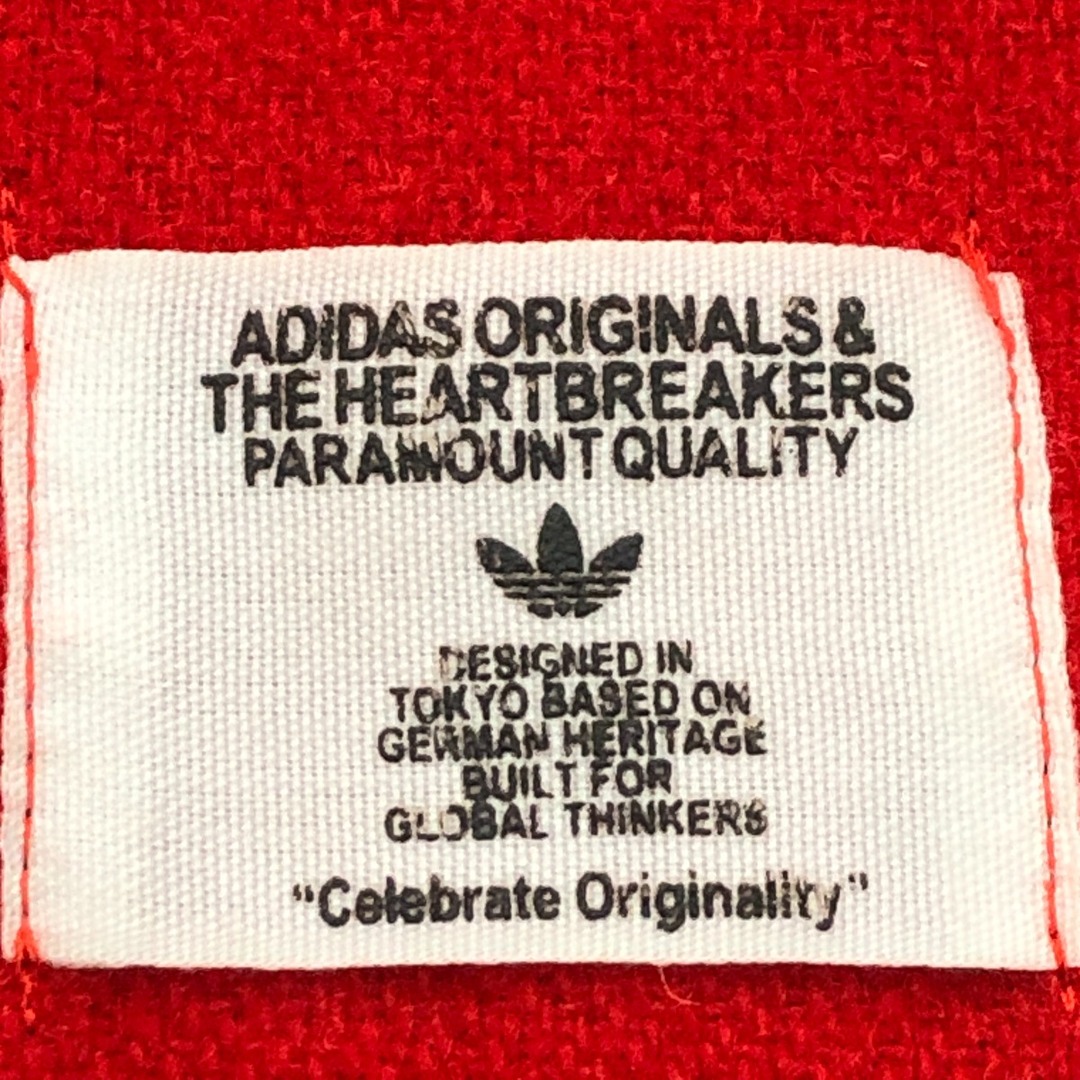 ADIDAS ORIGINALS &
THE HEARTBREAKERS
PARAMOUNT QUALITY
DESIGNED IN
TOKYO BASED ON
GERMAN HERITAGE
BUILT FOR
GLOBAL THINKERS
"Celebrate Originality"